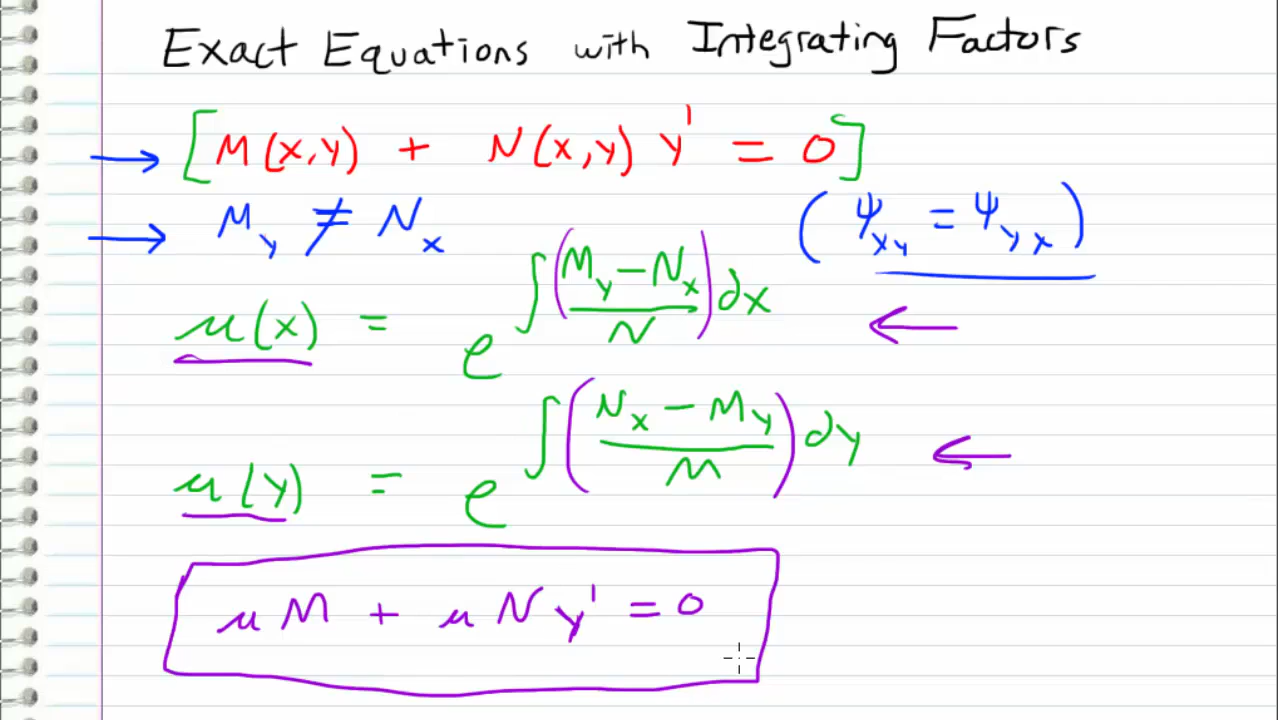 Exact Equations with Integrating Factors
→ [M(x,y) + N(x,y) y' = 0]
→ M_y ≠ N_x (ψ_xy = ψ_yx)
μ(x) = e^{∫((M_y − N_x)/N) dx} ←
μ(y) = e^{∫((N_x − M_y)/M) dy} ←
μM + μNy' = 0